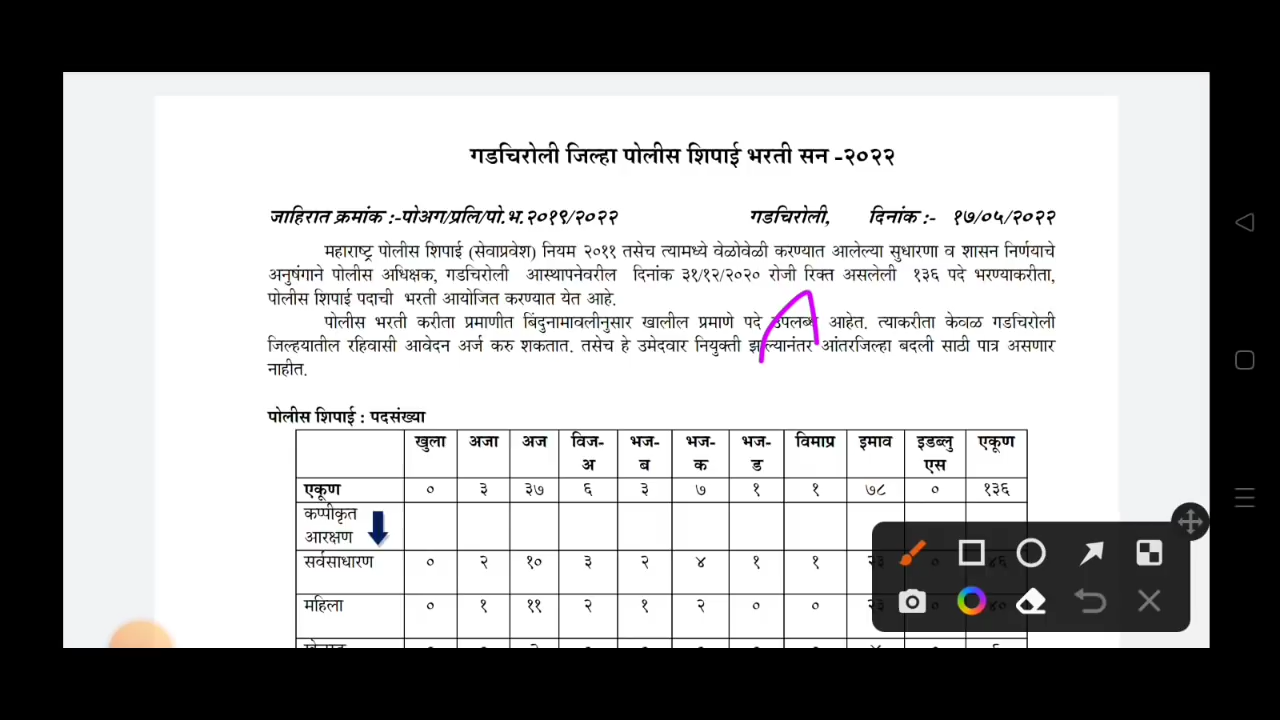 गडचिरोली जिल्हा पोलीस शिपाई भरती सन -२०२२
जाहिरात क्रमांक :-पोअग/प्रलि/पो.भ.२०१९/२०२२ गडचिरोली, दिनांक :- १७/०५/२०२२
महाराष्ट्र पोलीस शिपाई (सेवाप्रवेश) नियम २०११ तसेच त्यामध्ये वेळोवेळी करण्यात आलेल्या सुधारणा व शासन निर्णयाचे
अनुषंगाने पोलीस अधिक्षक, गडचिरोली आस्थापनेवरील दिनांक ३१/१२/२०२० रोजी रिक्त असलेली १३६ पदे भरण्याकरीता,
पोलीस शिपाई पदाची भरती आयोजित करण्यात येत आहे.
पोलीस भरती करीता प्रमाणीत बिंदुनामावलीनुसार खालील प्रमाणे पदे उपलब्ध आहेत. त्याकरीता केवळ गडचिरोली
जिल्हयातील रहिवासी आवेदन अर्ज करु शकतात. तसेच हे उमेदवार नियुक्ती झाल्यानंतर आंतरजिल्हा बदली साठी पात्र असणार
नाहीत.
पोलीस शिपाई : पदसंख्या
खुला अजा अज विज-अ भज-ब भज-क भज-ड विमाप्र इमाव इडब्लुएस एकूण
एकूण ० ३ ३७ ६ ३ ७ १ १ ७८ ० १३६
कप्पीकृत
आरक्षण
सर्वसाधारण ० २ १० ३ २ ४ १ १ २३ ० ४६
महिला ० १ ११ २ १ २ ० ० २३ ० ४०